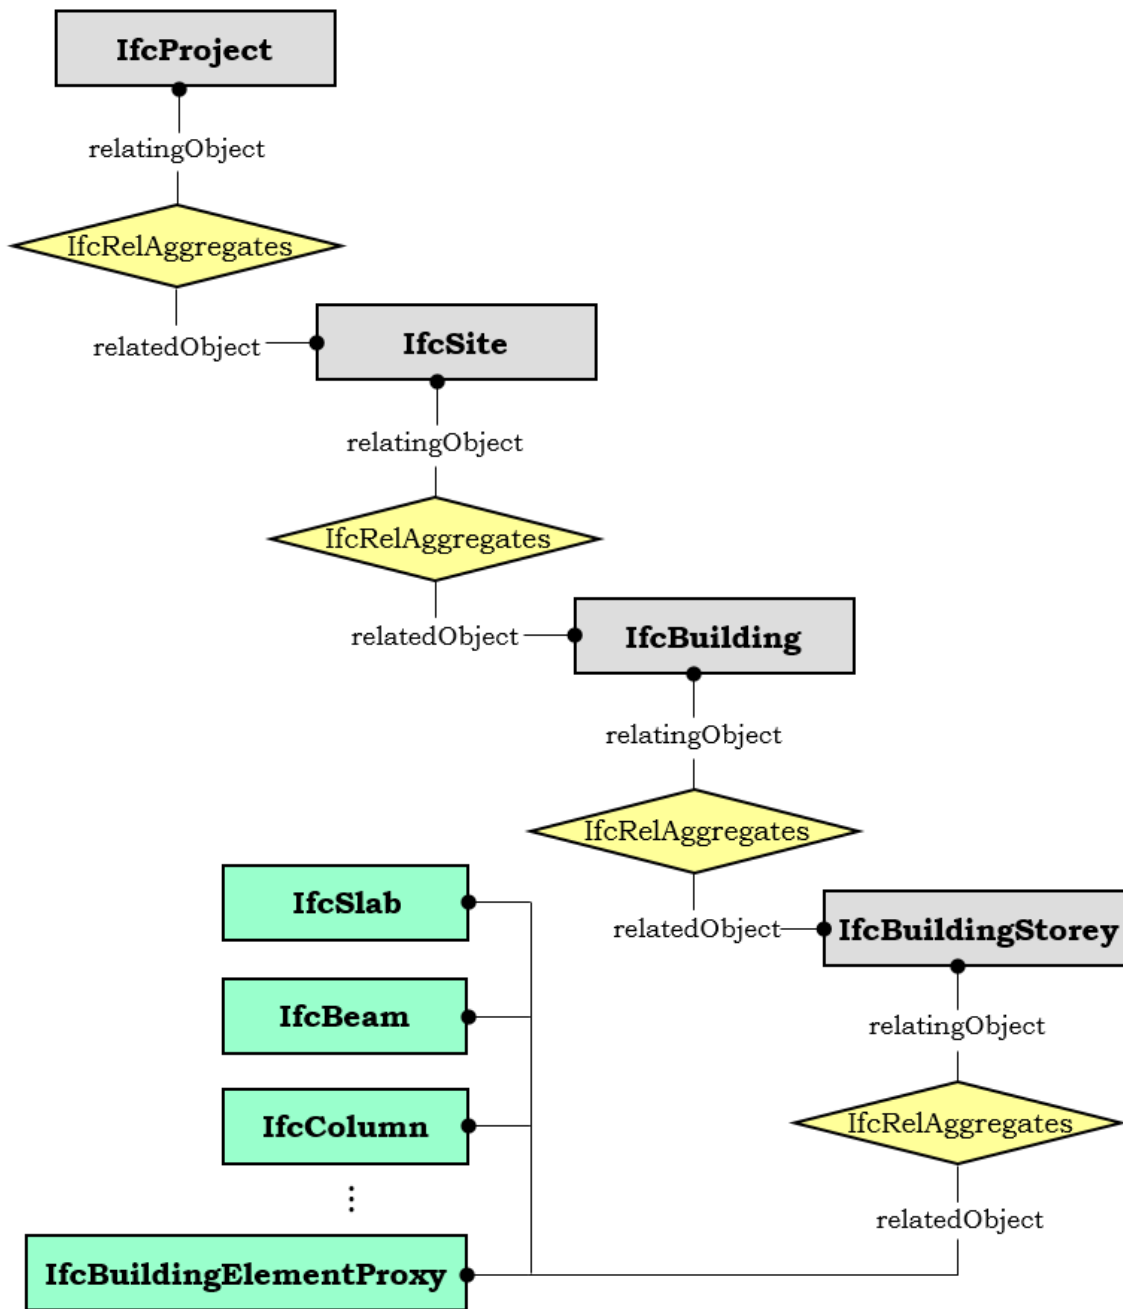 IfcProject
relatingObject
IfcRelAggregates
relatedObject
IfcSite
relatingObject
IfcRelAggregates
relatedObject
IfcBuilding
relatingObject
IfcRelAggregates
relatedObject
IfcBuildingStorey
relatingObject
IfcRelAggregates
relatedObject
IfcSlab
IfcBeam
IfcColumn
⋮
IfcBuildingElementProxy